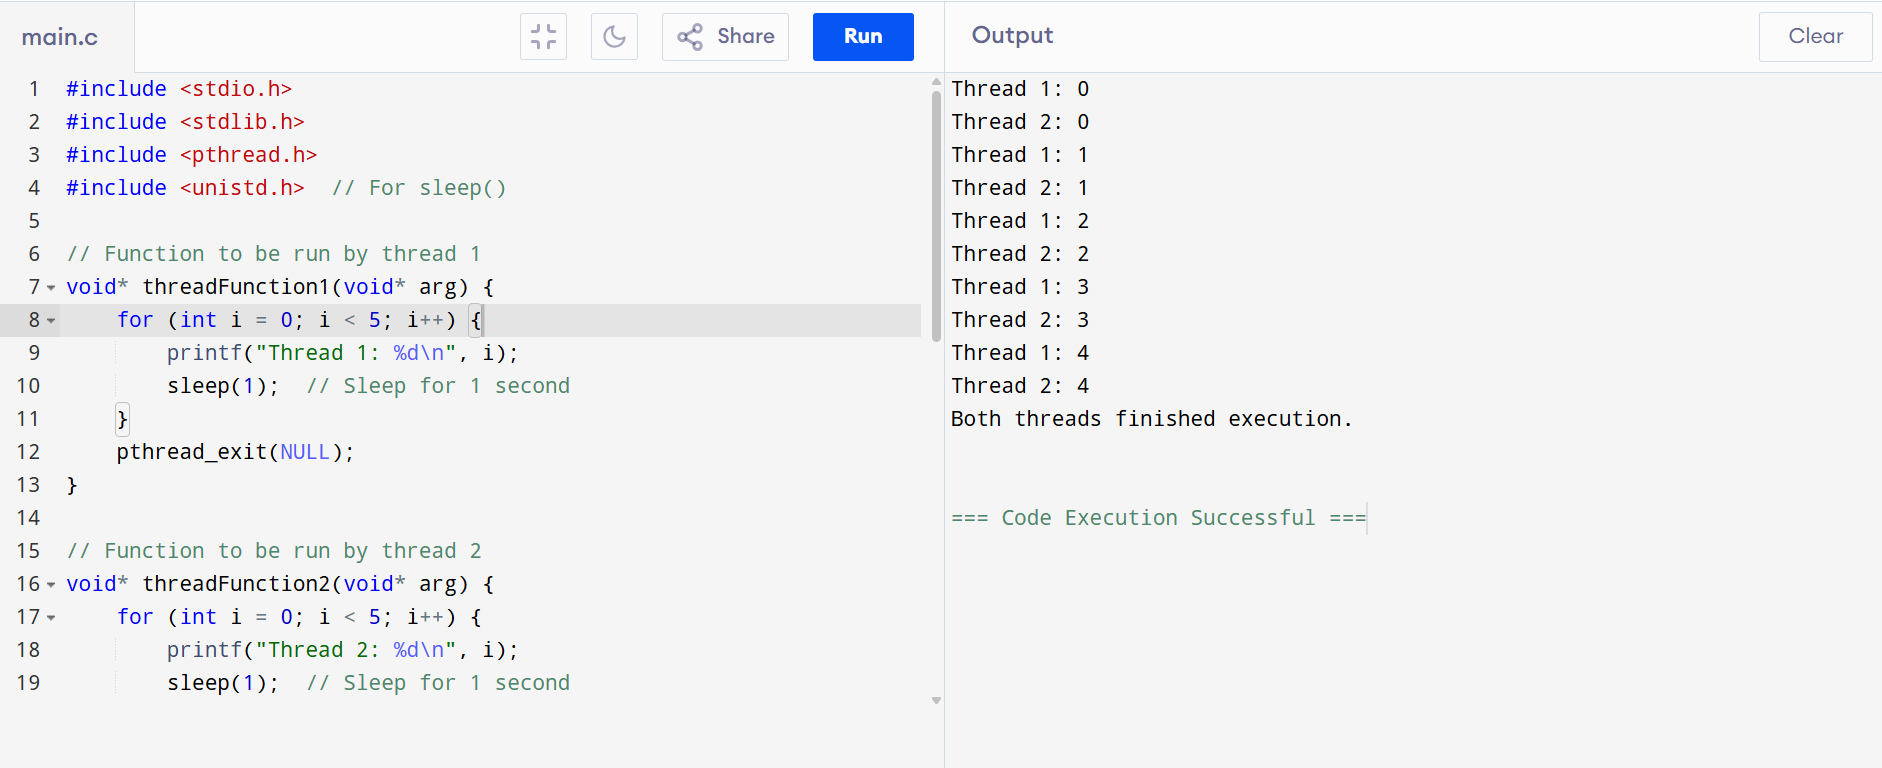 main.c
Share
Run
Output
Clear
1 #include <stdio.h>
2 #include <stdlib.h>
3 #include <pthread.h>
4 #include <unistd.h>  // For sleep()
5
6 // Function to be run by thread 1
7 void* threadFunction1(void* arg) {
8     for (int i = 0; i < 5; i++) {
9         printf("Thread 1: %d\n", i);
10         sleep(1);  // Sleep for 1 second
11     }
12     pthread_exit(NULL);
13 }
14
15 // Function to be run by thread 2
16 void* threadFunction2(void* arg) {
17     for (int i = 0; i < 5; i++) {
18         printf("Thread 2: %d\n", i);
19         sleep(1);  // Sleep for 1 second
Thread 1: 0
Thread 2: 0
Thread 1: 1
Thread 2: 1
Thread 1: 2
Thread 2: 2
Thread 1: 3
Thread 2: 3
Thread 1: 4
Thread 2: 4
Both threads finished execution.
=== Code Execution Successful ===